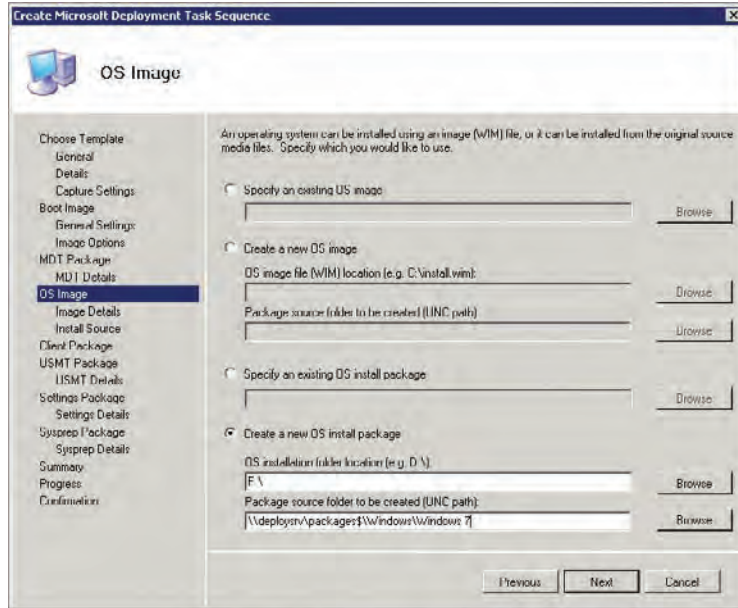 Create Microsoft Deployment Task Sequence
OS Image
Choose Template
General
Details
Capture Settings
Boot Image
General Settings
Image Options
MDT Package
MDT Details
OS Image
Image Details
Install Source
Client Package
USMT Package
USMT Details
Settings Package
Settings Details
Sysprep Package
Sysprep Details
Summary
Progress
Confirmation
An operating system can be installed using an image (WIM) file, or it can be installed from the original source
media files. Specify which you would like to use.
Specify an existing OS image
Browse
Create a new OS image
OS image file (WIM) location (e.g. C:\install.wim):
Browse
Package source folder to be created (UNC path)
Browse
Specify an existing OS install package
Browse
Create a new OS install package
OS installation folder location (e.g. D:\):
F:\
Browse
Package source folder to be created (UNC path):
\\deploysrv\packages$\Windows\Windows 7
Browse
Previous
Next
Cancel